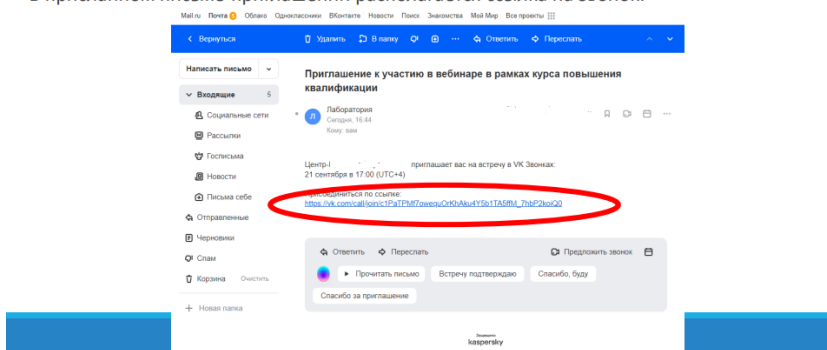 В присланном письме-приглашении располагается ссылка на звонок.
Mail.ru Почта Облако Одноклассники ВКонтакте Новости Поиск Знакомства Мой Мир Все проекты
Вернуться Удалить В папку Ответить Переслать
Написать письмо
Приглашение к участию в вебинаре в рамках курса повышения
квалификации
Входящие 5
Лаборатория
Л
Социальные сети
Сегодня, 16:44
Кому: вам
Рассылки
Госписьма
Центр- приглашает вас на встречу в VK Звонках:
21 сентября в 17:00 (UTC+4)
Новости
Письма себе
Присоединиться по ссылке:
https://vk.com/call/join/c1PaTPMf7owequOrKhAku4Y5b1TA5ffM_7hbP2koiQ0
Отправленные
Черновики
Ответить Переслать Предложить звонок
Спам
Прочитать письмо Встречу подтверждаю Спасибо, буду
Корзина Очистить
Спасибо за приглашение
Новая папка
kaspersky